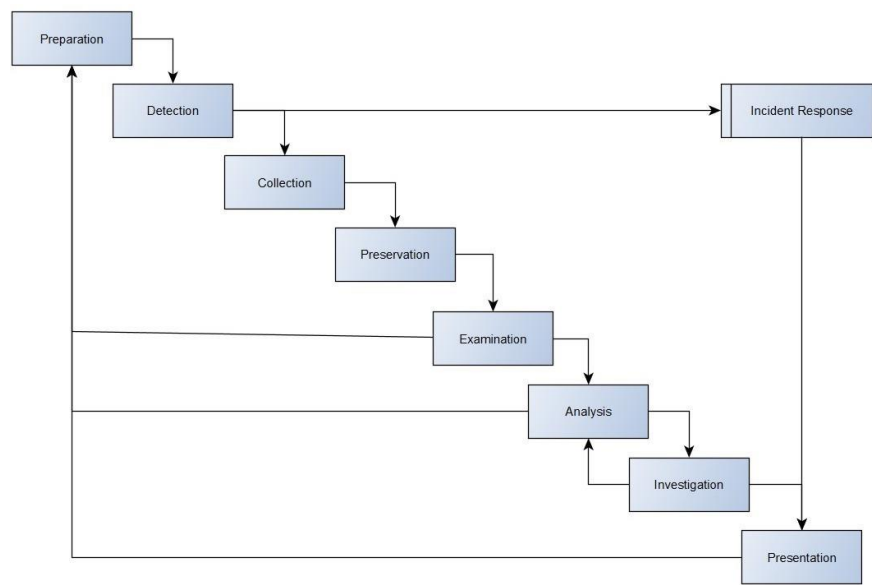 Preparation
Detection
Incident Response
Collection
Preservation
Examination
Analysis
Investigation
Presentation